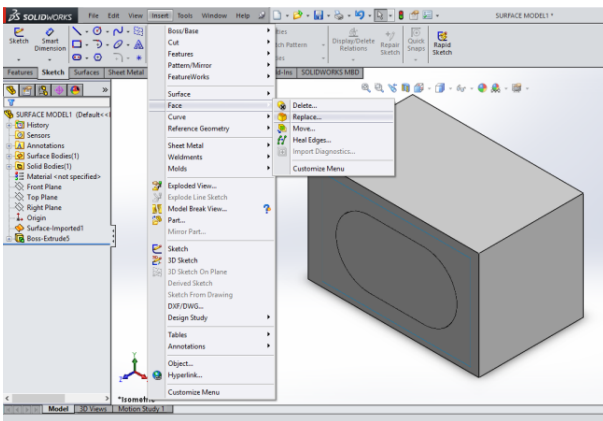 SOLIDWORKS File Edit View Insert Tools Window Help SURFACE MODEL1 *
Sketch Smart Dimension
Display/Delete Relations Repair Sketch Quick Snaps Rapid Sketch
ch Pattern
Features Sketch Surfaces Sheet Metal
d-Ins SOLIDWORKS MBD
Boss/Base
Cut
Features
Pattern/Mirror
FeatureWorks
Surface
Face
Curve
Reference Geometry
Sheet Metal
Weldments
Molds
Exploded View...
Explode Line Sketch
Model Break View...
Part...
Mirror Part...
Sketch
3D Sketch
3D Sketch On Plane
Derived Sketch
Sketch From Drawing
DXF/DWG...
Design Study
Tables
Annotations
Object...
Hyperlink...
Customize Menu
Delete...
Replace...
Move...
Heal Edges...
Import Diagnostics...
Customize Menu
SURFACE MODEL1 (Default<<
History
Sensors
Annotations
Surface Bodies(1)
Solid Bodies(1)
Material <not specified>
Front Plane
Top Plane
Right Plane
Origin
Surface-Imported1
Boss-Extrude5
*Isometric
Model 3D Views Motion Study 1